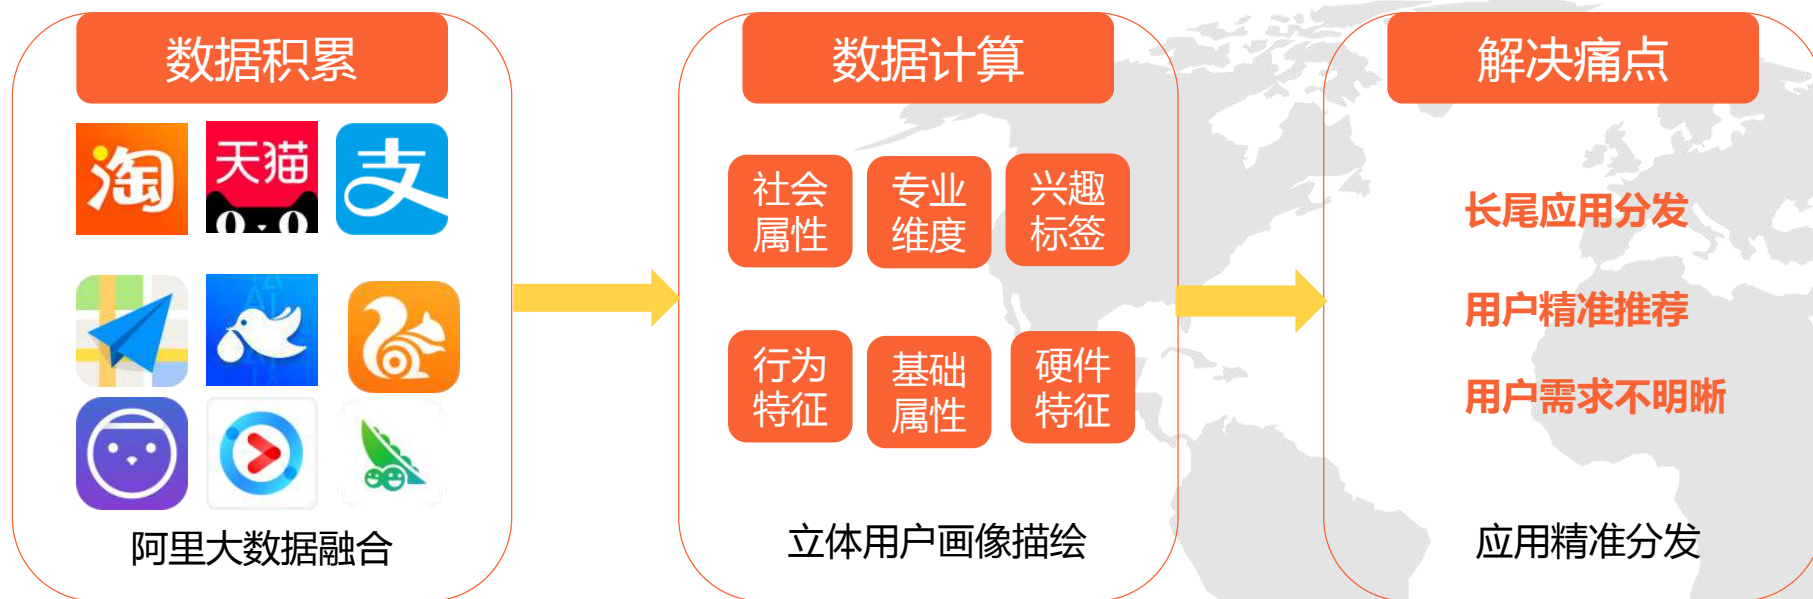 数据积累
淘
天猫
支
阿里大数据融合
数据计算
社会
属性
专业
维度
兴趣
标签
行为
特征
基础
属性
硬件
特征
立体用户画像描绘
解决痛点
长尾应用分发
用户精准推荐
用户需求不明晰
应用精准分发